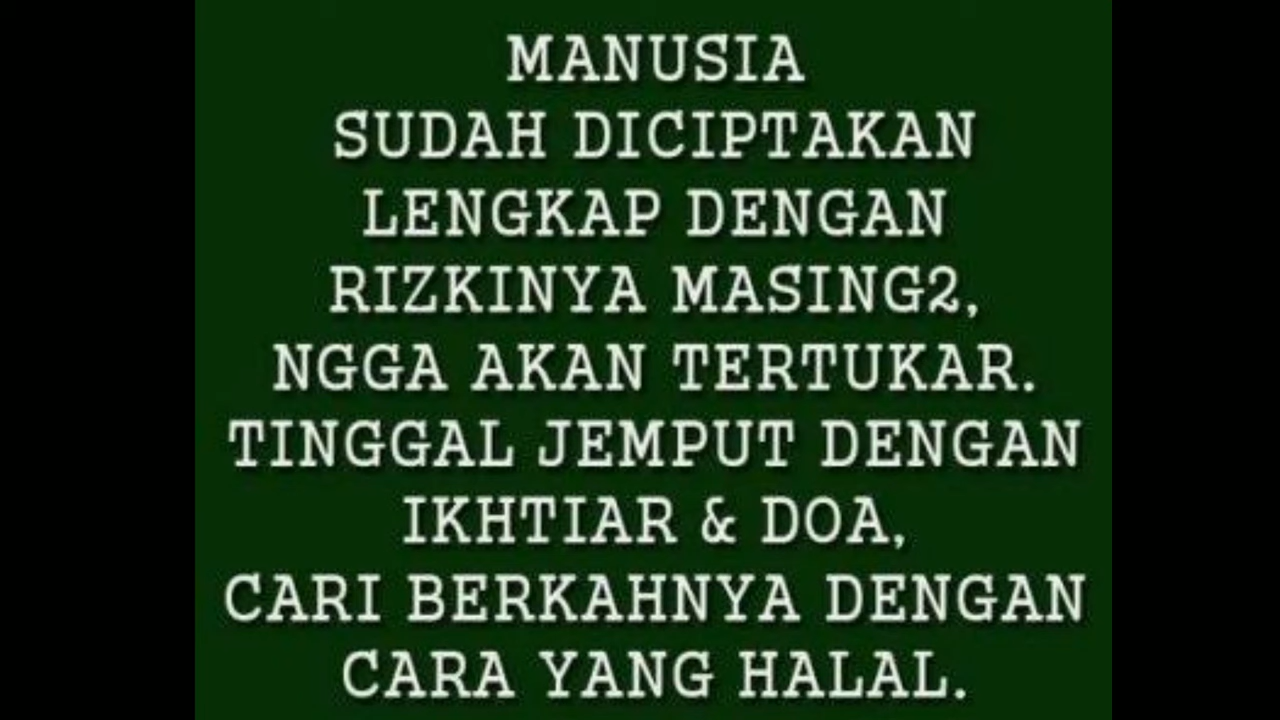 MANUSIA
SUDAH DICIPTAKAN
LENGKAP DENGAN
RIZKINYA MASING2,
NGGA AKAN TERTUKAR.
TINGGAL JEMPUT DENGAN
IKHTIAR & DOA,
CARI BERKAHNYA DENGAN
CARA YANG HALAL.